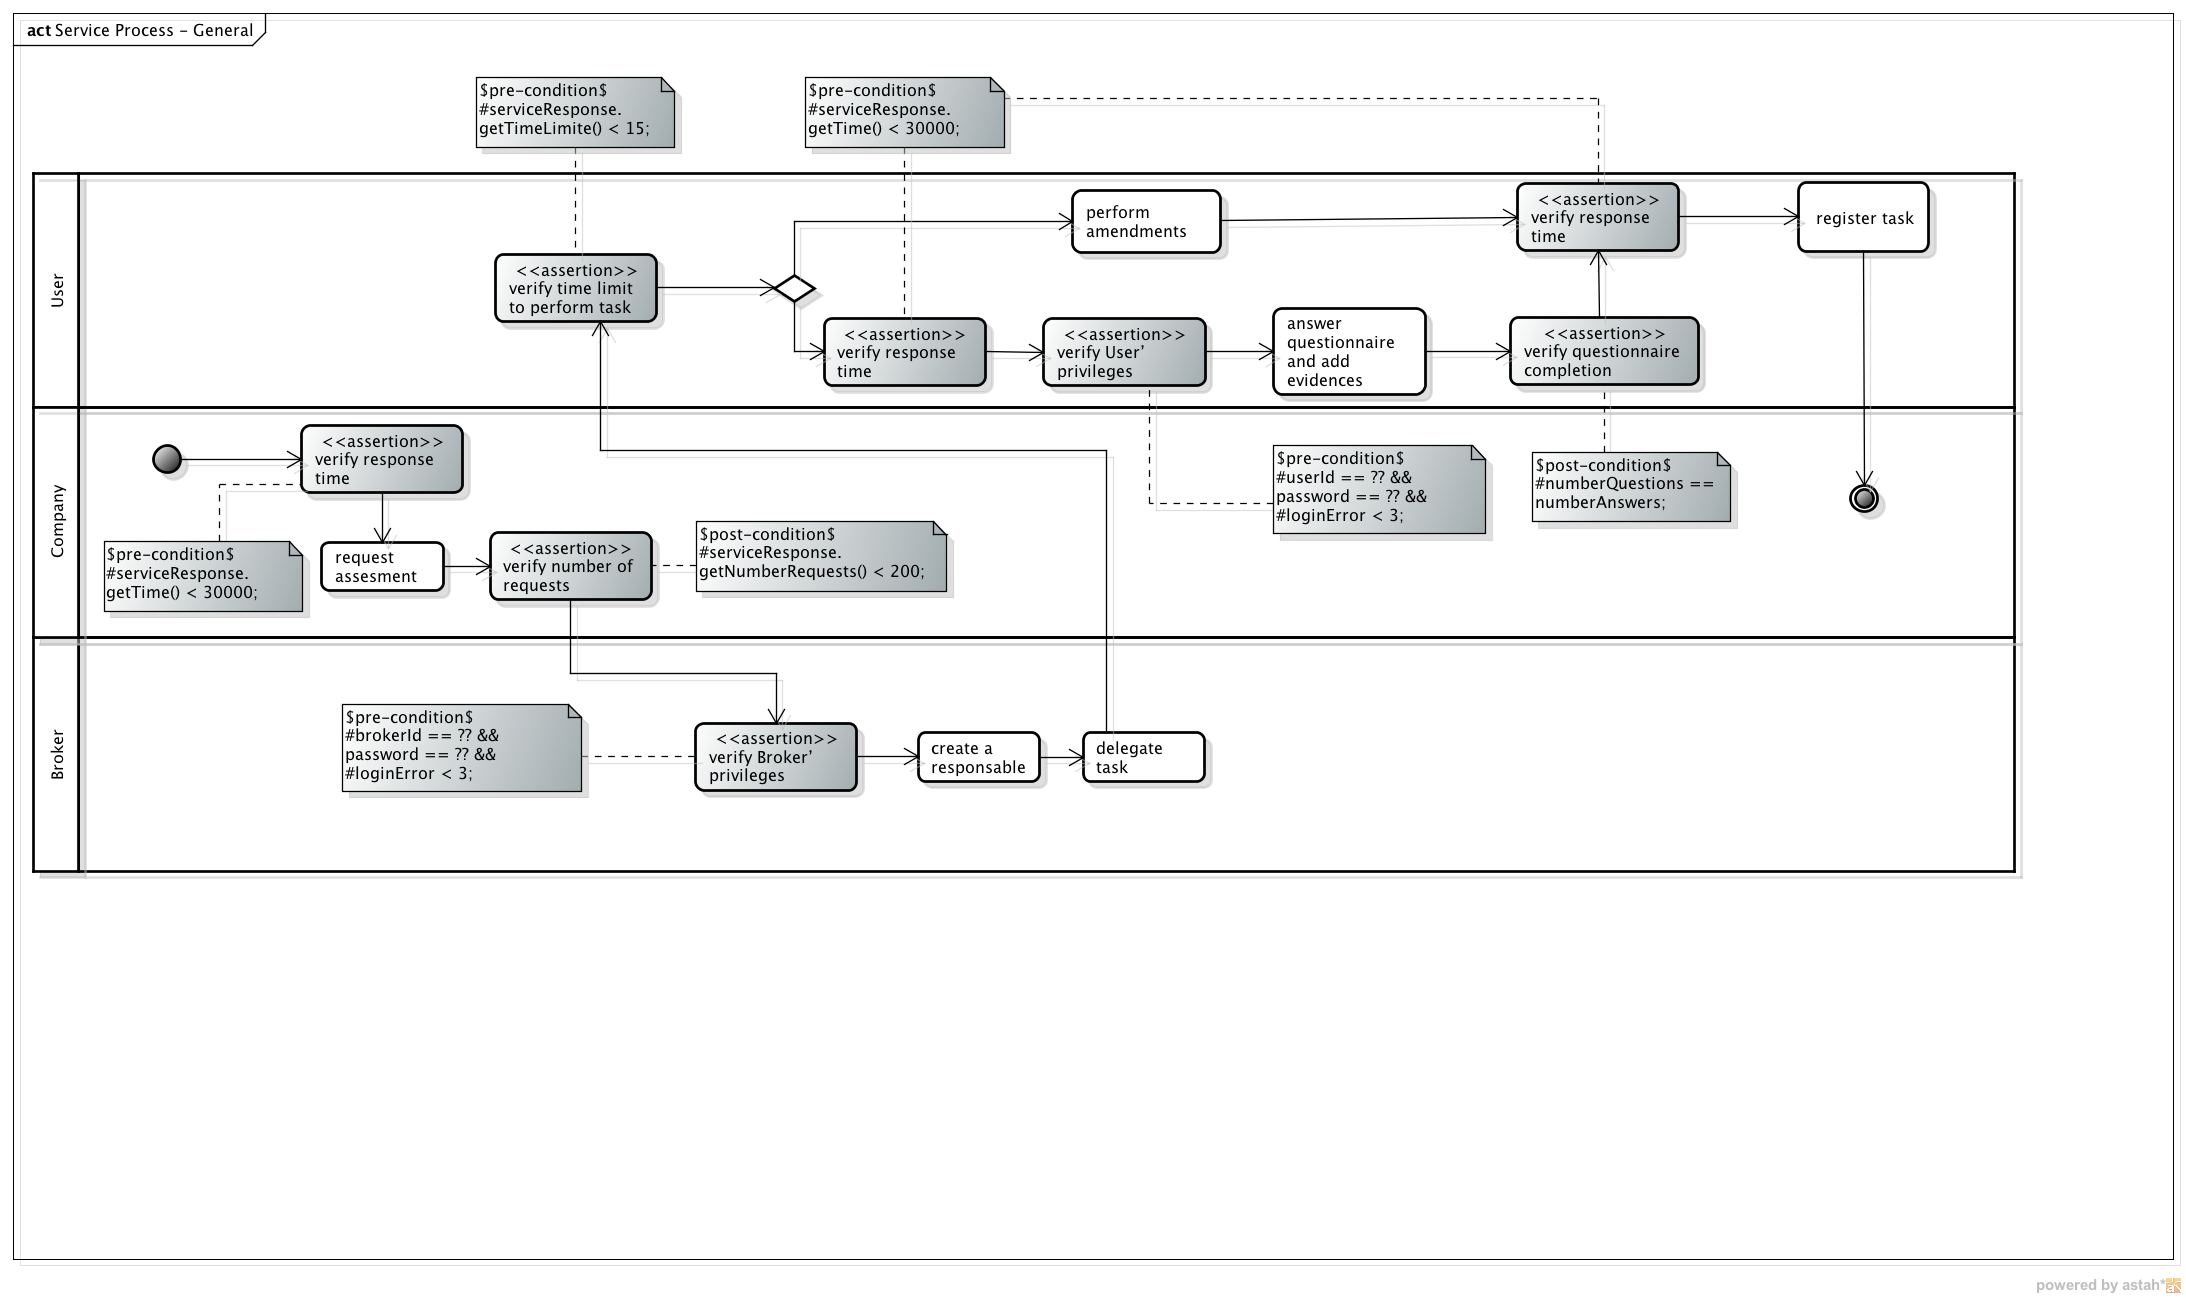 act Service Process - General
$pre-condition$
#serviceResponse.
getTimeLimite() < 15;
$pre-condition$
#serviceResponse.
getTime() < 30000;
User
<<assertion>>
verify time limit
to perform task
perform
amendments
<<assertion>>
verify response
time
register task
<<assertion>>
verify response
time
<<assertion>>
verify User'
privileges
answer
questionnaire
and add
evidences
<<assertion>>
verify questionnaire
completion
Company
<<assertion>>
verify response
time
$pre-condition$
#serviceResponse.
getTime() < 30000;
request
assesment
<<assertion>>
verify number of
requests
$post-condition$
#serviceResponse.
getNumberRequests() < 200;
$pre-condition$
#userId == ?? &&
password == ?? &&
#loginError < 3;
$post-condition$
#numberQuestions ==
numberAnswers;
Broker
$pre-condition$
#brokerId == ?? &&
password == ?? &&
#loginError < 3;
<<assertion>>
verify Broker'
privileges
create a
responsable
delegate
task
powered by astah*